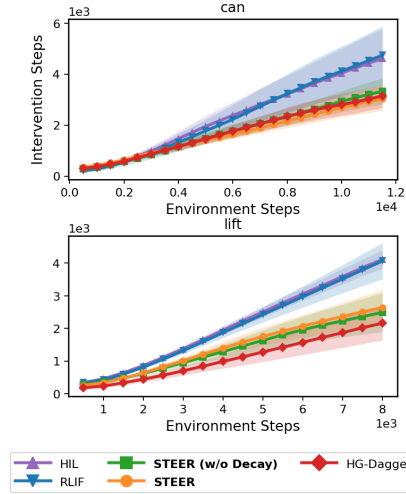 can
1e3
6
4
2
0
Intervention Steps
0.0 0.2 0.4 0.6 0.8 1.0 1.2
1e4
Environment Steps
lift
1e3
4
3
2
1
0
1 2 3 4 5 6 7 8
1e3
Environment Steps
HIL STEER (w/o Decay) HG-Dagge
RLIF STEER